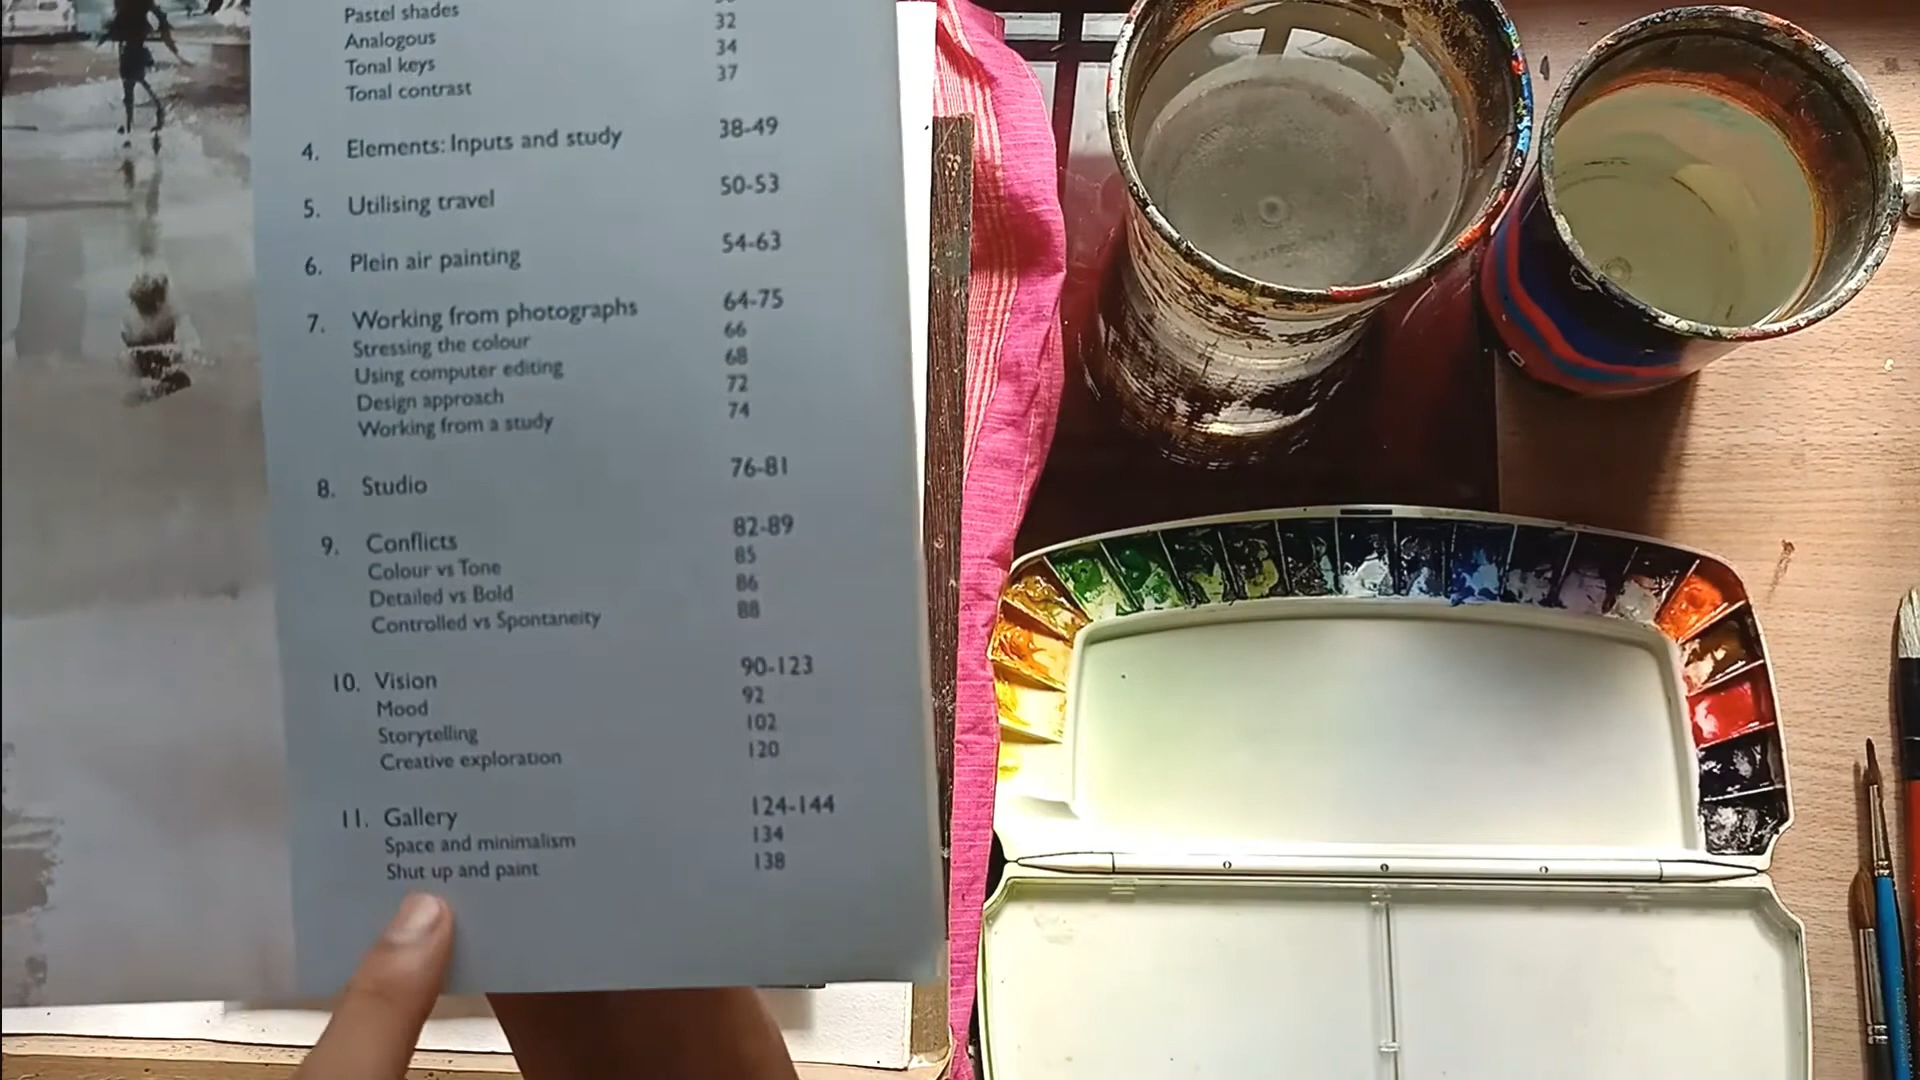 Pastel shades 32
Analogous 34
Tonal keys 37
Tonal contrast
4. Elements: Inputs and study 38-49
5. Utilising travel 50-53
6. Plein air painting 54-63
7. Working from photographs 64-75
Stressing the colour 66
Using computer editing 68
Design approach 72
Working from a study 74
8. Studio 76-81
9. Conflicts 82-89
Colour vs Tone 85
Detailed vs Bold 86
Controlled vs Spontaneity 88
10. Vision 90-123
Mood 92
Storytelling 102
Creative exploration 120
11. Gallery 124-144
Space and minimalism 134
Shut up and paint 138